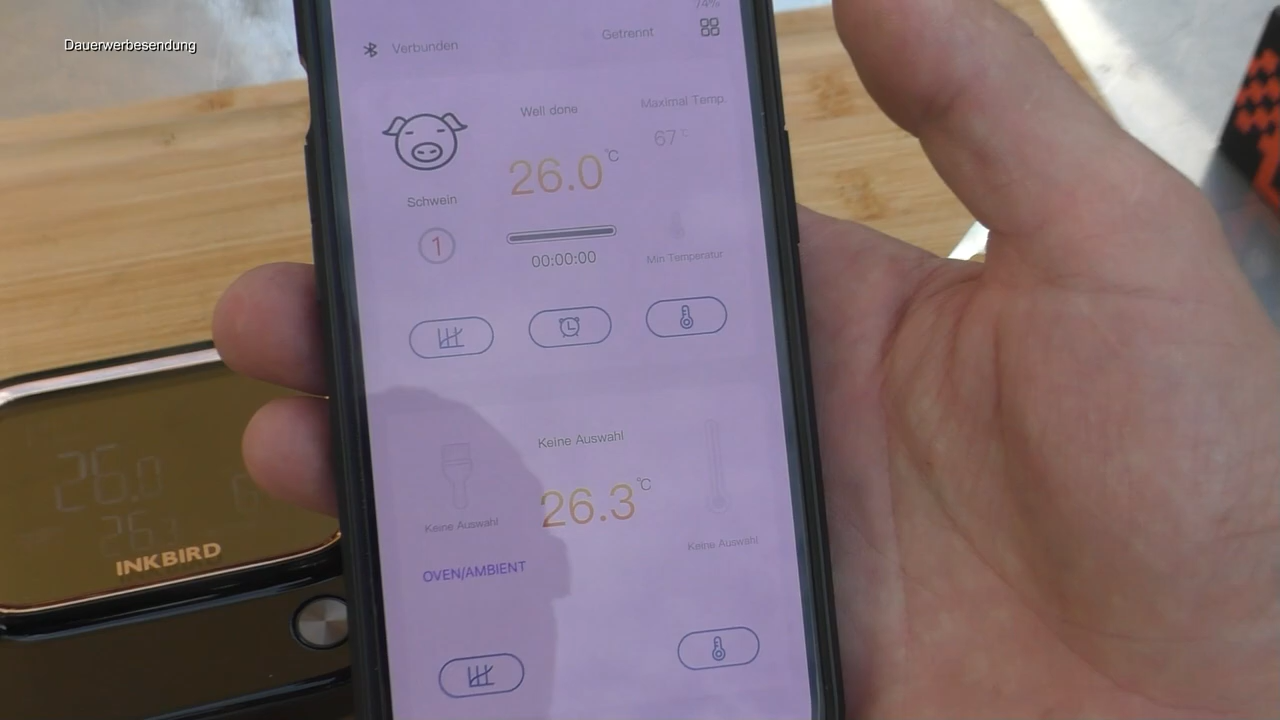 Dauerwerbesendung
74%
Verbunden
Getrennt
Well done
Maximal Temp.
26.0 °C
67 °C
Schwein
1
00:00:00
Min Temperatur
Keine Auswahl
26.3 °C
Keine Auswahl
Keine Auswahl
OVEN/AMBIENT
26.0
26.3
INKBIRD